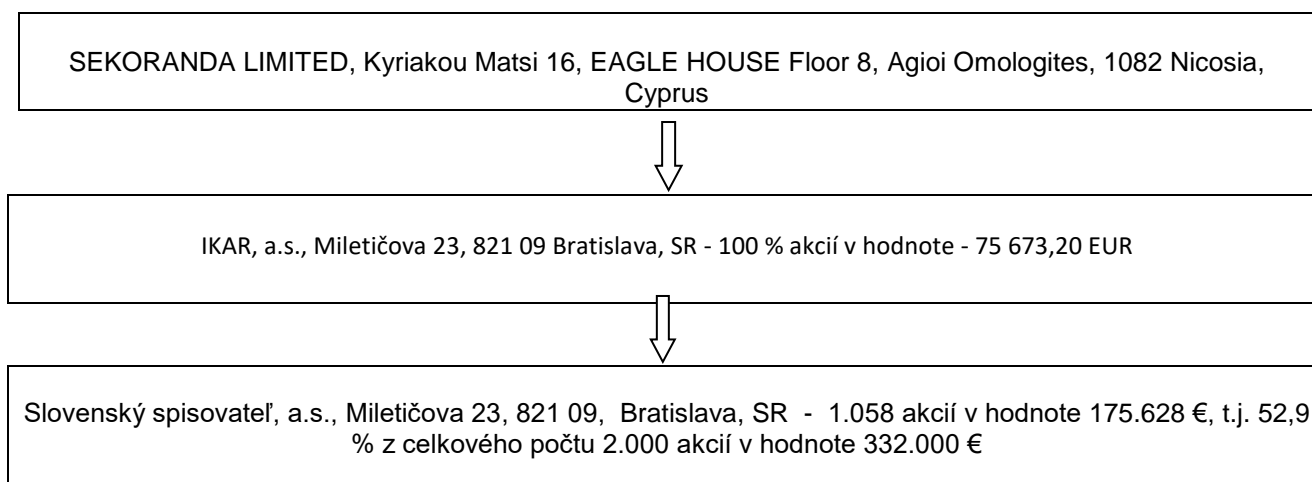 SEKORANDA LIMITED, Kyriakou Matsi 16, EAGLE HOUSE Floor 8, Agioi Omologites, 1082 Nicosia,
Cyprus
IKAR, a.s., Miletičova 23, 821 09 Bratislava, SR - 100 % akcií v hodnote - 75 673,20 EUR
Slovenský spisovateľ, a.s., Miletičova 23, 821 09, Bratislava, SR - 1.058 akcií v hodnote 175.628 €, t.j. 52,9
% z celkového počtu 2.000 akcií v hodnote 332.000 €